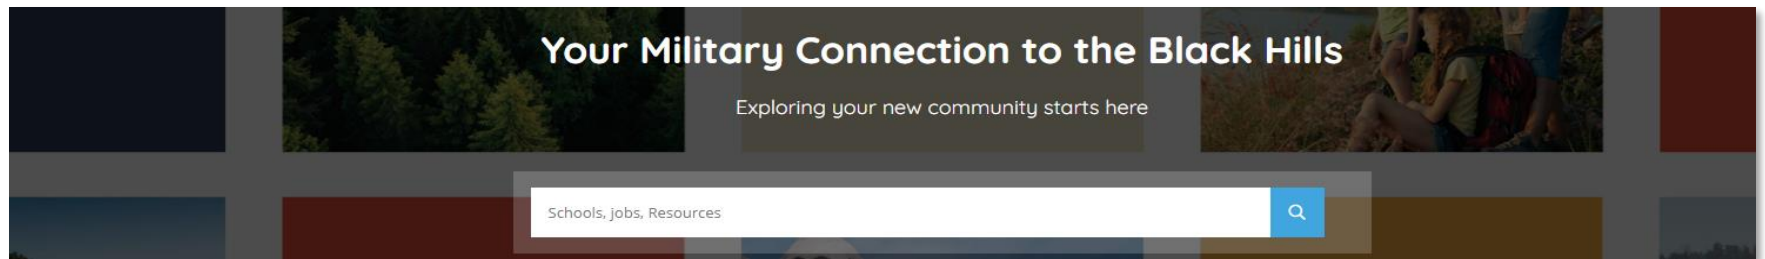 Your Military Connection to the Black Hills
Exploring your new community starts here
Schools, jobs, Resources